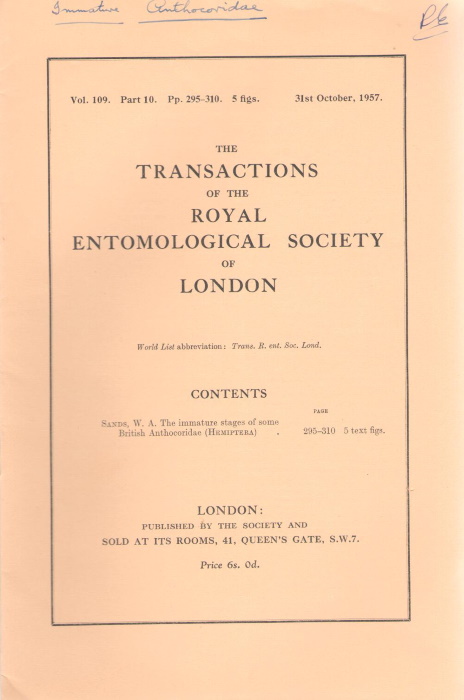 Immature Anthocoridae
Vol. 109. Part 10. Pp. 295-310. 5 figs. 31st October, 1957.
THE
TRANSACTIONS
OF THE
ROYAL
ENTOMOLOGICAL SOCIETY
OF
LONDON
World List abbreviation: Trans. R. ent. Soc. Lond.
CONTENTS
PAGE
SANDS, W. A. The immature stages of some
British Anthocoridae (HEMIPTERA) . 295-310 5 text figs.
LONDON:
PUBLISHED BY THE SOCIETY AND
SOLD AT ITS ROOMS, 41, QUEEN'S GATE, S.W.7.
Price 6s. 0d.